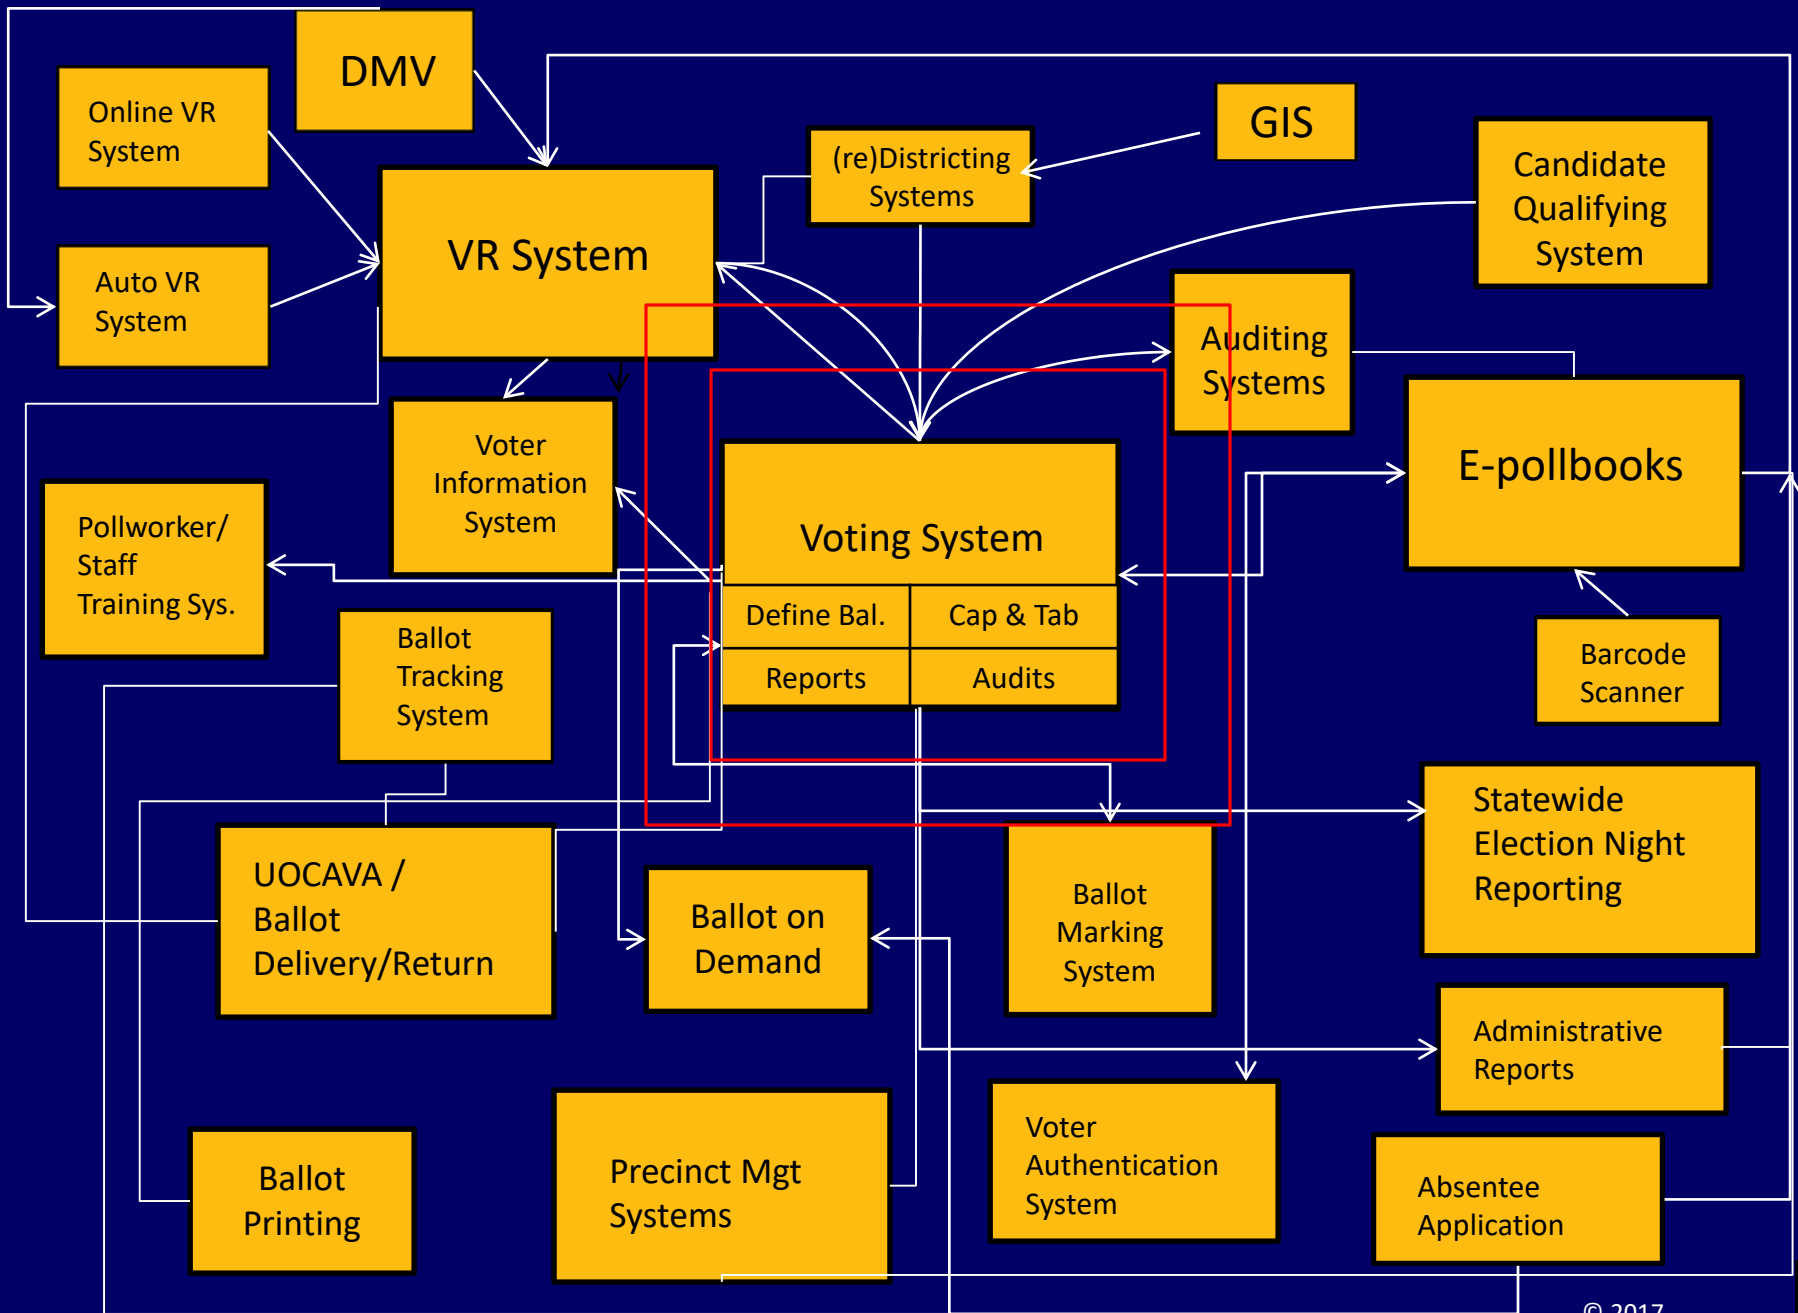 DMV
Online VR
System
GIS
(re)Districting
Systems
Candidate
Qualifying
System
VR System
Auto VR
System
Auditing
Systems
Voter
Information
System
E-pollbooks
Pollworker/
Staff
Training Sys.
Voting System
Define Bal.
Cap & Tab
Reports
Audits
Ballot
Tracking
System
Barcode
Scanner
Statewide
Election Night
Reporting
UOCAVA /
Ballot
Delivery/Return
Ballot on
Demand
Ballot
Marking
System
Administrative
Reports
Ballot
Printing
Precinct Mgt
Systems
Voter
Authentication
System
Absentee
Application
© 2017